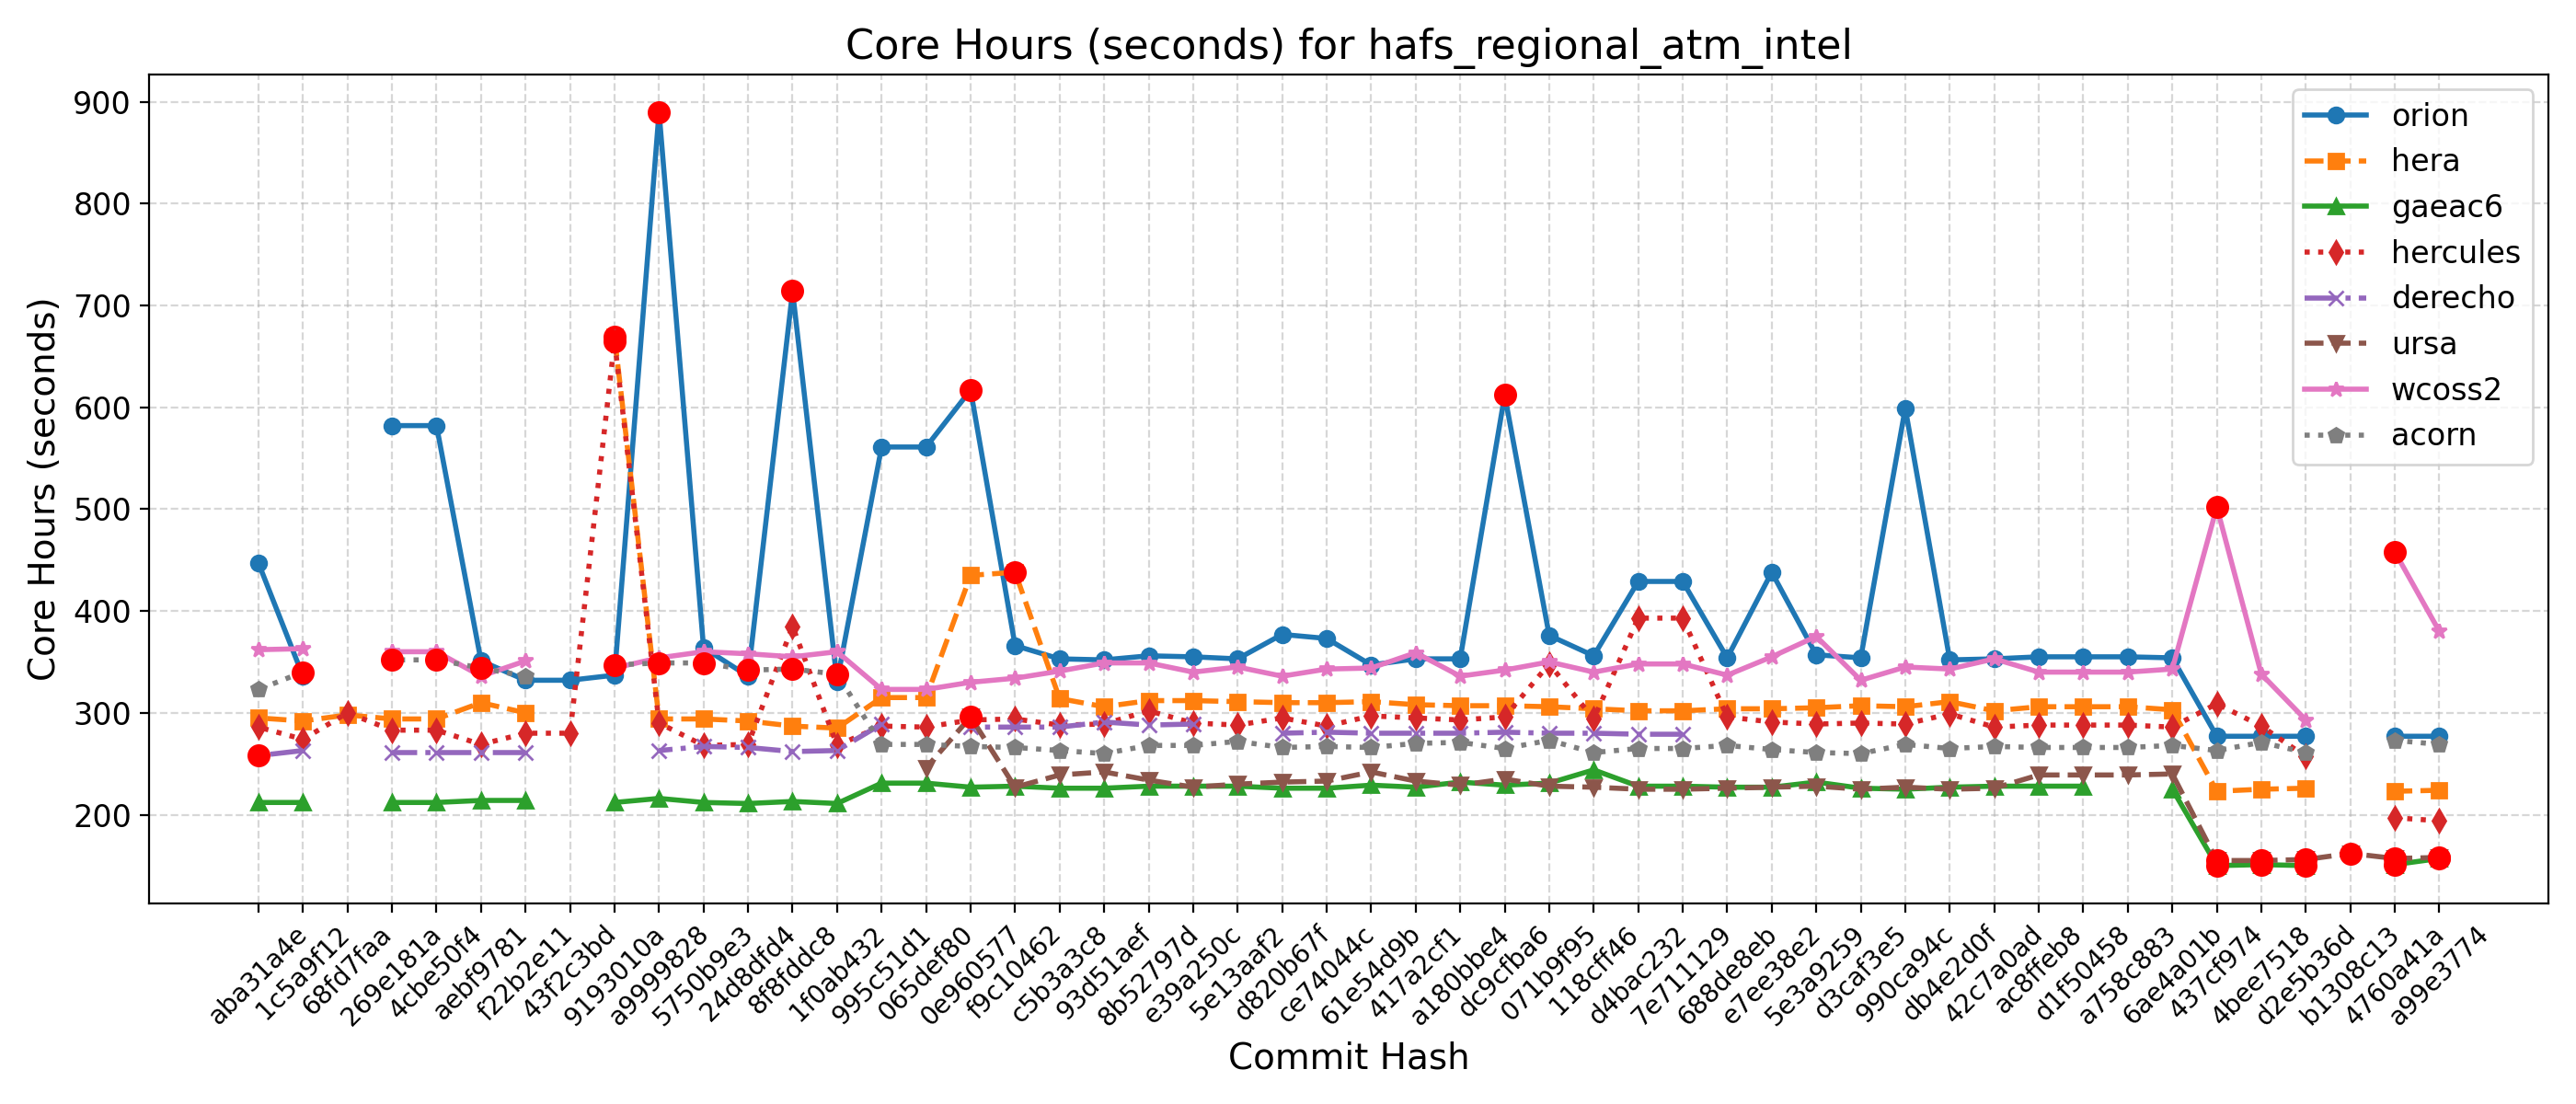 Core Hours (seconds) for hafs_regional_atm_intel
Core Hours (seconds)
900
800
700
600
500
400
300
200
orion
hera
gaeac6
hercules
derecho
ursa
wcoss2
acorn
aba31a4e
1c5a9f12
68fd7faa
269e181a
4cbe50f4
aebf9781
f22b2e11
43f2c3bd
9193010a
a9999828
5750b9e3
24d8dfd4
8f8fddc8
1f0ab432
995c51d1
065def80
0e960577
f9c10462
c5b3a3c8
93d51aef
8b52797d
e39a250c
5e13aaf2
d820b67f
ce74044c
61e54d9b
417a2cf1
a180bbe4
dc9cfba6
071b9f95
118cff46
d4bac232
7e711129
688de8eb
e7ee38e2
5e3a9259
d3caf3e5
990ca94c
db4e2d0f
42c7a0ad
ac8ffeb8
d1f50458
a758c883
6ae4a01b
437cf974
4bee7518
d2e5b36d
b1308c13
4760a41a
a99e3774
Commit Hash